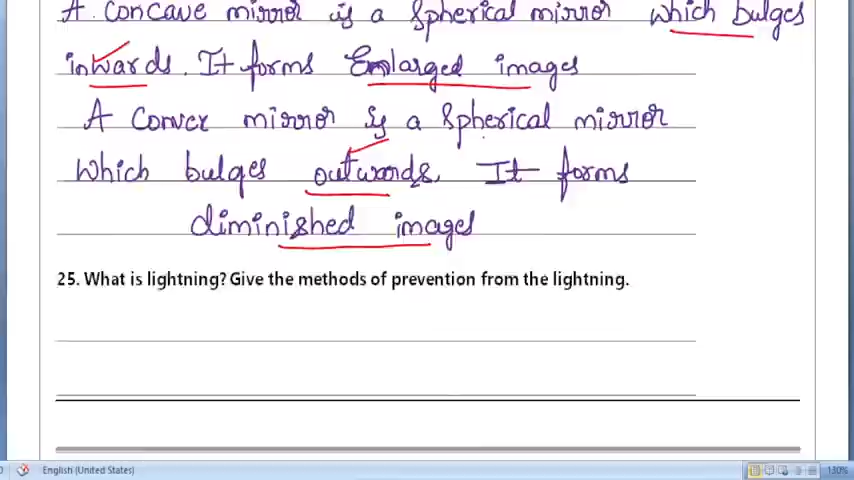 A Concave mirror is a Spherical mirror which bulges
inwards. It forms Enlarged images
A Convex mirror is a Spherical mirror
which bulges outwards. It forms
diminished images
25. What is lightning? Give the methods of prevention from the lightning.
English (United States)
130%